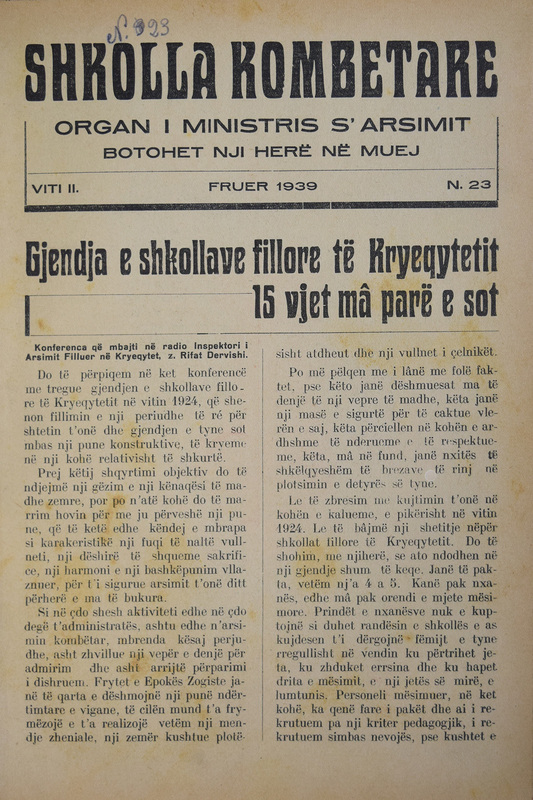 N. 923
SHKOLLA KOMBETARE
ORGAN I MINISTRIS S' ARSIMIT
BOTOHET NJI HERË NË MUEJ
VITI II.
FRUER 1939
N. 23
Gjendja e shkollave fillore të Kryeqytetit
15 vjet mâ parë e sot
Konferenca që mbajti në radio Inspektori i
Arsimit Filluer në Kryeqytet, z. Rifat Dervishi.
Do të përpiqem në ket konferencë
me tregue gjendjen e shkollave fillo-
re të Kryeqytetit në vitin 1924, që shë-
non fillimin e nji periudhe të ré për
shtetin t'onë dhe gjendjen e tyne sot
mbas nji pune konstruktive, të kryeme
në nji kohë relativisht të shkurtë.
Prej këtij shqyrtimi objektiv do të
ndjejmë nji gëzim e nji kënaqësi të ma-
dhe zemre, por po n'atë kohë do të ma-
rrim hovin për me ju përveshë nji pu-
ne, që të ketë edhe këndej e mbrapa
si karakeristikë nji fuqi të naltë vull-
neti, nji dëshirë të shqueme sakrifi-
ce, nji harmoni e nji bashkëpunim vlla-
znuer, për t'i sigurue arsimit t'onë ditt
përherë e ma të bukura.
Si në çdo shesh aktiviteti edhe në çdo
degë t'administratës, ashtu edhe n'arsi-
min kombëtar, mbrenda kësaj perju-
dhe, asht zhvillue nji vepër e denjë për
admirim dhe asht arrijtë përparimi
i dishruem. Frytet e Epokës Zogiste ja-
në të qarta e dëshmojnë nji punë ndër-
timtare e vigane, të cilën mund t'a fry-
mëzojë e t'a realizojë vetëm nji men-
dje zheniale, nji zemër kushtue plotë-
sisht atdheut dhe nji vullnet i çelnikët.
Po më pëlqen me i lânë me folë fak-
tet, pse këto janë dëshmuesat ma të
denjë të nji vepre të madhe, këta janë
nji masë e sigurtë për të caktue vle-
rën e saj, këta përciellen në kohën e ar-
dhshme të nderueme e të respektue-
me, këta, mâ në fund, janë nxitës të
shkëlqyeshëm të brezave të rinj në
plotsimin e detyrës së tyne.
Le të zbresim me kujtimin t'onë në
kohën e kalueme, e pikërisht në vitin
1924. Le të bâjmë nji shetitje nëpër
shkollat fillore të Kryeqytetit. Do të
shohim, me njiherë, se ato ndodhen në
nji gjendje shum të keqe. Janë të pak-
ta, vetëm nj'a 4 a 5. Kanë pak nxa-
nës, edhe mâ pak orendi e mjete mësi-
more. Prindët e nxanësve nuk e kup-
tojnë si duhet randësin e shkollës e as
kujdesen t'i dërgojnë fëmijt e tyne
rregullisht në vendin ku përtrihet je-
ta, ku zhduket errsina dhe ku hapet
drita e mësimit, e nji jetës së mirë, e
lumtunis. Personeli mësimuer, në ket
kohë, ka qenë fare i pakët dhe ai i re-
krutuem pa nji kriter pedagogjik, i re-
krutuem simbas nevojës, pse kushtet e